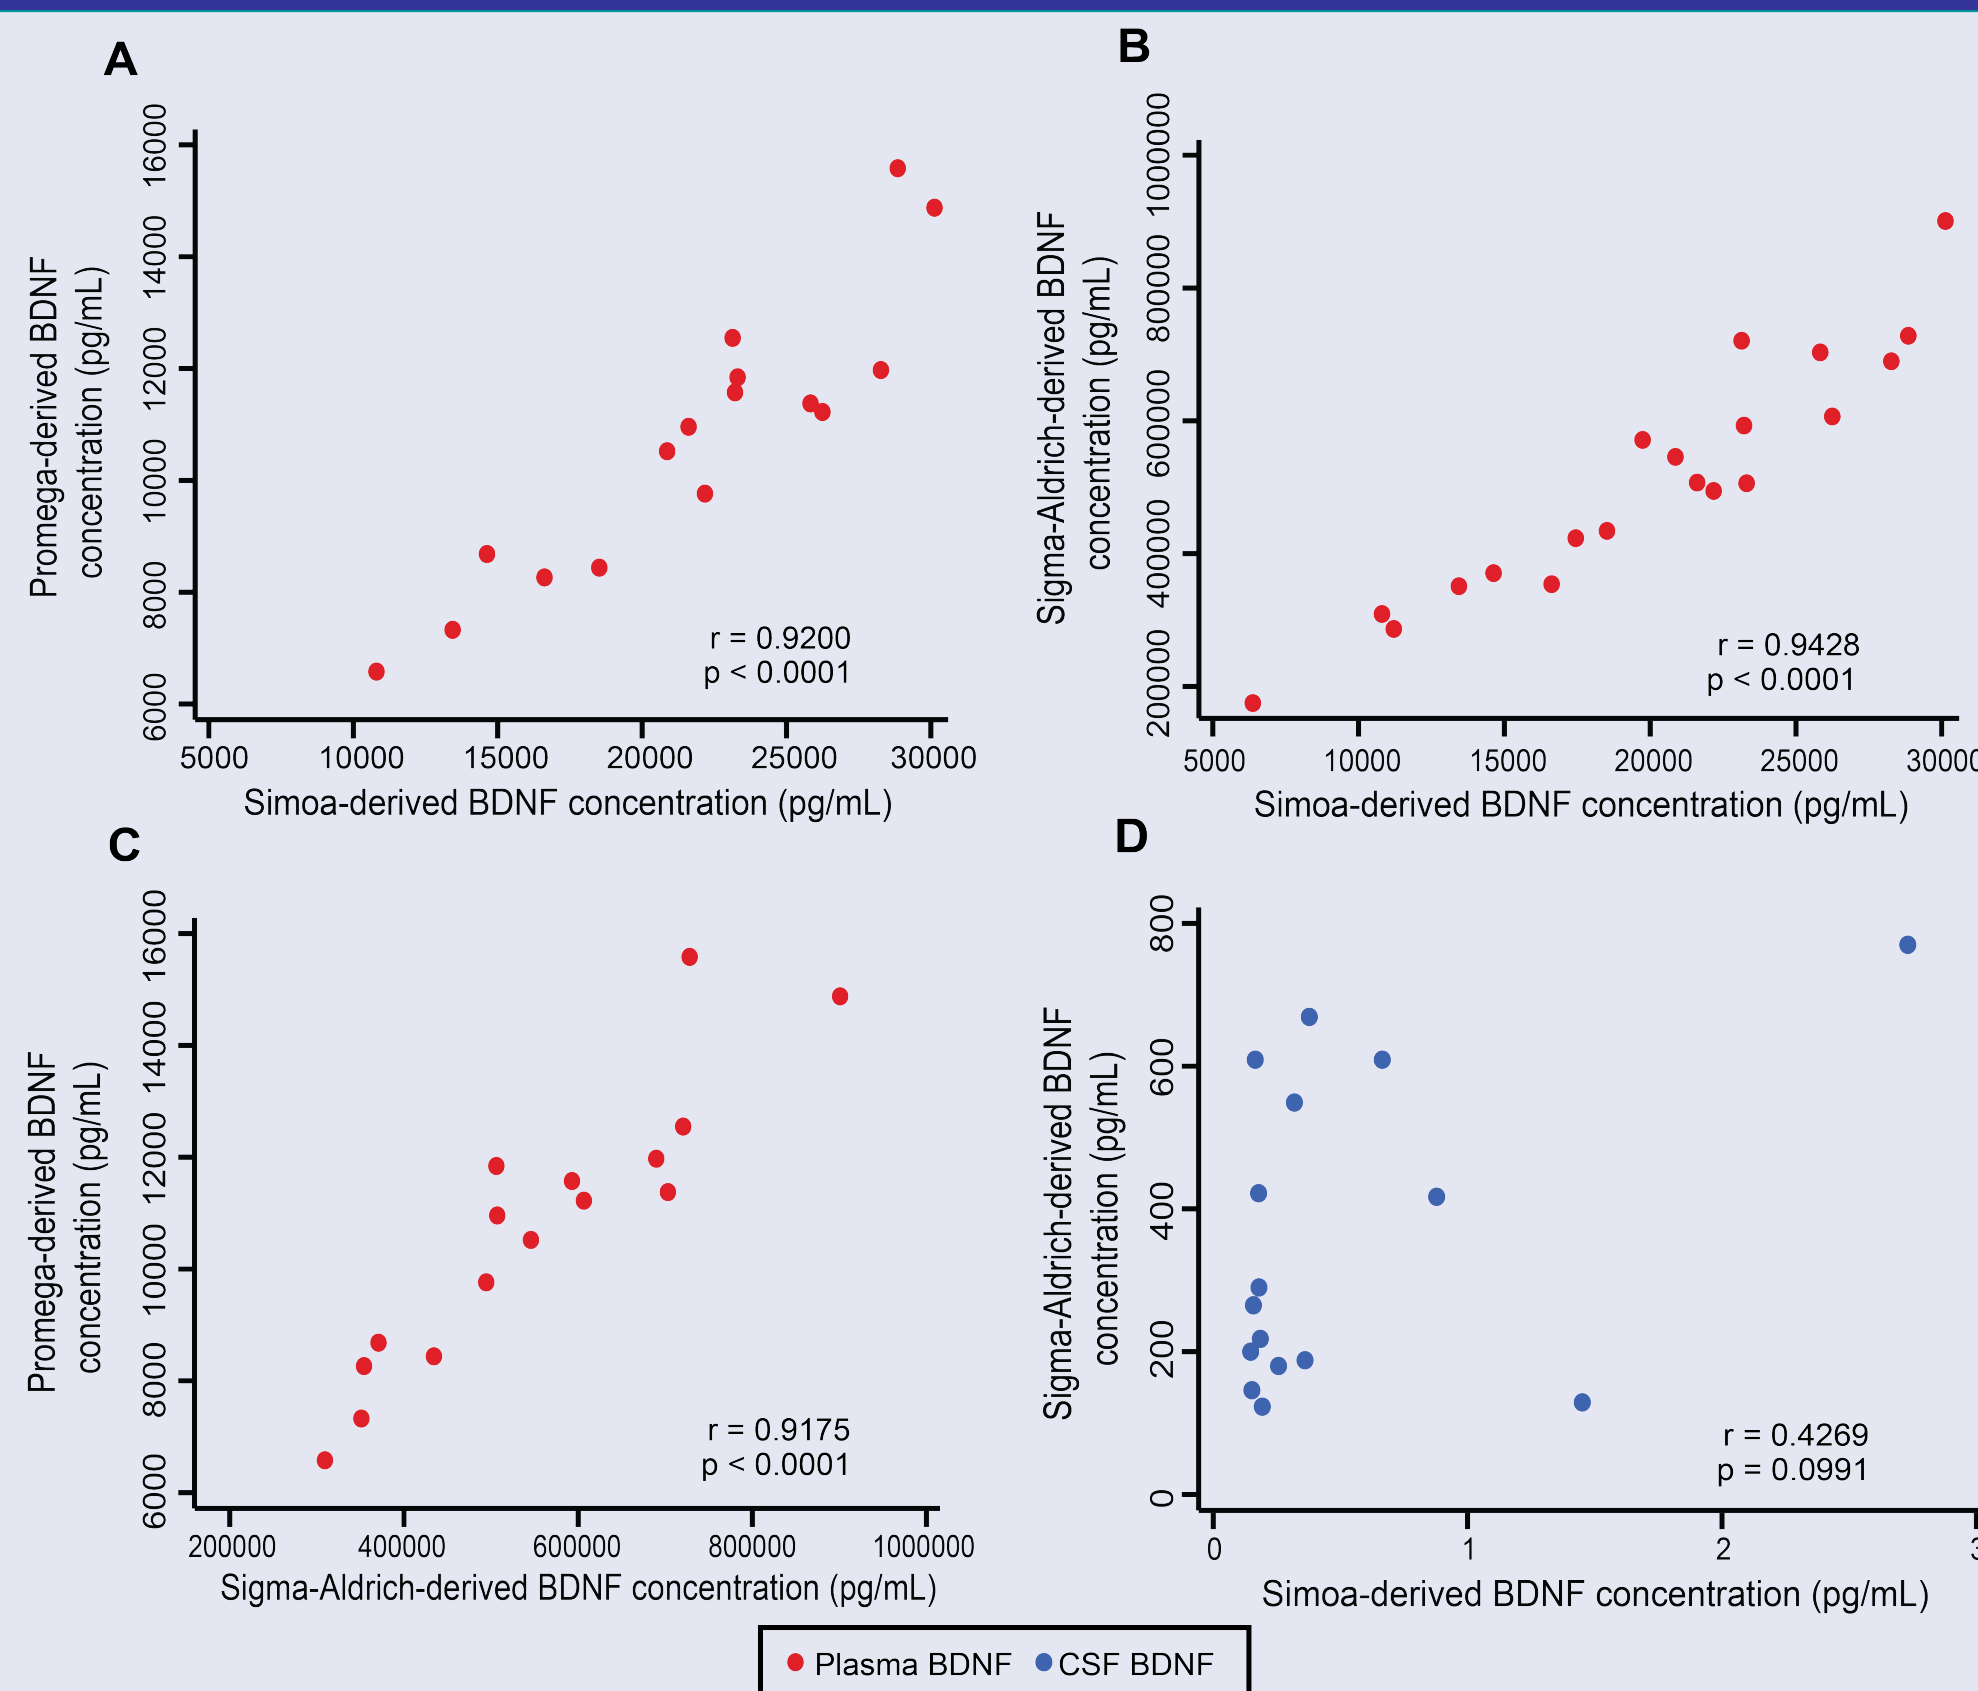 A
Promega-derived BDNF
concentration (pg/mL)
16000
14000
12000
10000
8000
6000
r = 0.9200
p < 0.0001
5000 10000 15000 20000 25000 30000
Simoa-derived BDNF concentration (pg/mL)
B
Sigma-Aldrich-derived BDNF
concentration (pg/mL)
1000000
800000
600000
400000
200000
r = 0.9428
p < 0.0001
5000 10000 15000 20000 25000 30000
Simoa-derived BDNF concentration (pg/mL)
C
Promega-derived BDNF
concentration (pg/mL)
16000
14000
12000
10000
8000
6000
r = 0.9175
p < 0.0001
200000 400000 600000 800000 1000000
Sigma-Aldrich-derived BDNF concentration (pg/mL)
D
Sigma-Aldrich-derived BDNF
concentration (pg/mL)
800
600
400
200
0
r = 0.4269
p = 0.0991
0 1 2 3
Simoa-derived BDNF concentration (pg/mL)
Plasma BDNF CSF BDNF